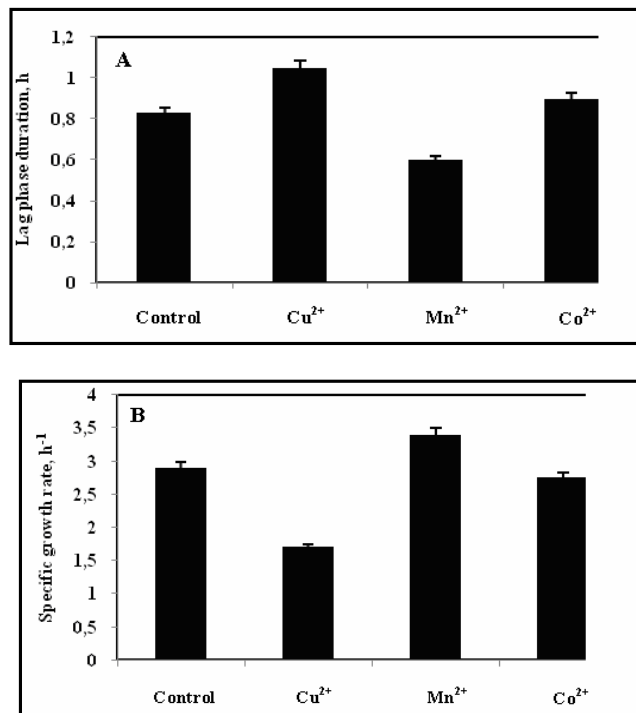 A
Lag phase duration, h
1,2
1
0,8
0,6
0,4
0,2
0
Control Cu²⁺ Mn²⁺ Co²⁺
B
Specific growth rate, h⁻¹
4
3,5
3
2,5
2
1,5
1
0,5
0
Control Cu²⁺ Mn²⁺ Co²⁺